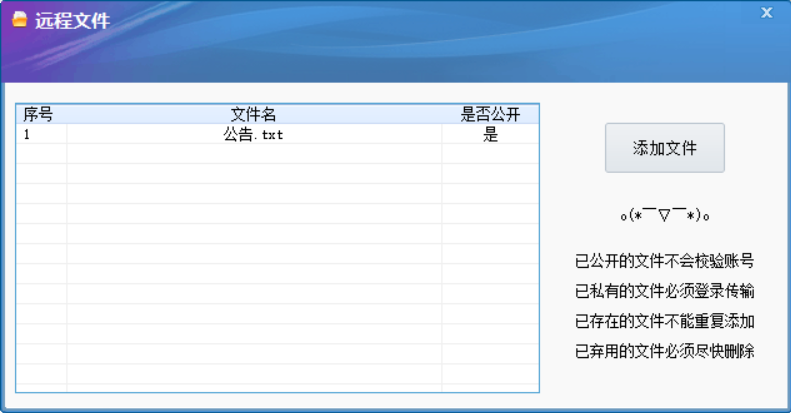 远程文件
x
序号 文件名 是否公开
1 公告.txt 是
添加文件
｡(*￣▽￣*)｡
已公开的文件不会校验账号
已私有的文件必须登录传输
已存在的文件不能重复添加
已弃用的文件必须尽快删除